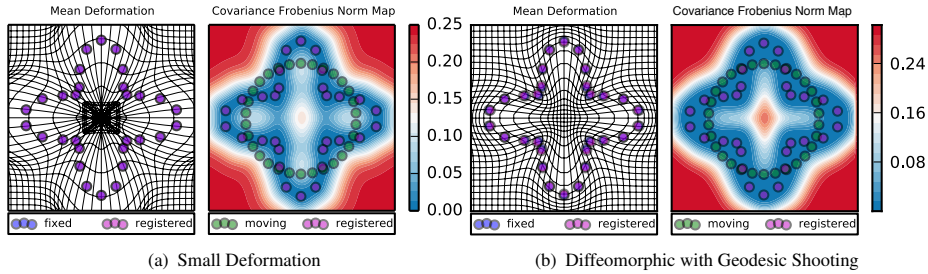 Mean Deformation
Covariance Frobenius Norm Map
0.25
0.20
0.15
0.10
0.05
0.00
fixed
registered
moving
registered
(a) Small Deformation
Mean Deformation
Covariance Frobenius Norm Map
0.24
0.16
0.08
fixed
registered
moving
registered
(b) Diffeomorphic with Geodesic Shooting